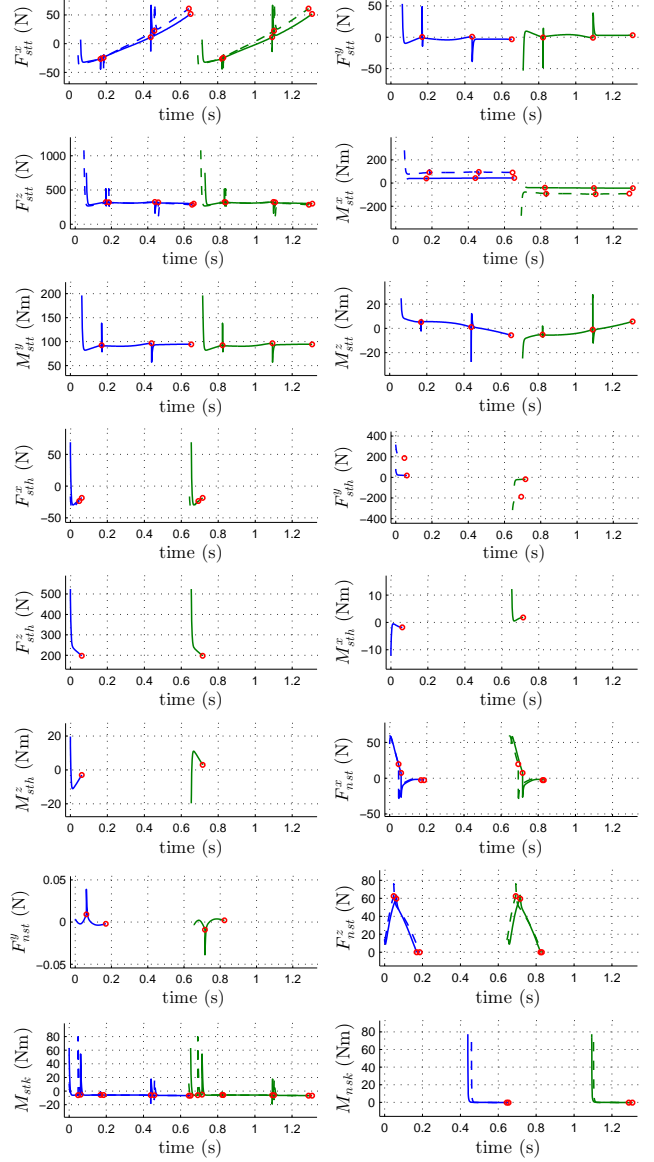 F^x_{stt} (N)
50
0
−50
0 0.2 0.4 0.6 0.8 1 1.2
time (s)
F^y_{stt} (N)
50
0
−50
0 0.2 0.4 0.6 0.8 1 1.2
time (s)
F^z_{stt} (N)
1000
500
0
0 0.2 0.4 0.6 0.8 1 1.2
time (s)
M^x_{stt} (Nm)
200
0
−200
0 0.2 0.4 0.6 0.8 1 1.2
time (s)
M^y_{stt} (Nm)
200
150
100
50
0 0.2 0.4 0.6 0.8 1 1.2
time (s)
M^z_{stt} (Nm)
20
0
−20
0 0.2 0.4 0.6 0.8 1 1.2
time (s)
F^x_{sth} (N)
50
0
−50
0 0.2 0.4 0.6 0.8 1 1.2
time (s)
F^y_{sth} (N)
400
200
0
−200
−400
0 0.2 0.4 0.6 0.8 1 1.2
time (s)
F^z_{sth} (N)
500
400
300
200
0 0.2 0.4 0.6 0.8 1 1.2
time (s)
M^x_{sth} (Nm)
10
0
−10
0 0.2 0.4 0.6 0.8 1 1.2
time (s)
M^z_{sth} (Nm)
20
0
−20
0 0.2 0.4 0.6 0.8 1 1.2
time (s)
F^x_{nst} (N)
50
0
−50
0 0.2 0.4 0.6 0.8 1 1.2
time (s)
F^y_{nst} (N)
0.05
0
−0.05
0 0.2 0.4 0.6 0.8 1 1.2
time (s)
F^z_{nst} (N)
80
60
40
20
0
0 0.2 0.4 0.6 0.8 1 1.2
time (s)
M_{stk} (Nm)
80
60
40
20
0
−20
0 0.2 0.4 0.6 0.8 1 1.2
time (s)
M_{nsk} (Nm)
80
60
40
20
0
0 0.2 0.4 0.6 0.8 1 1.2
time (s)